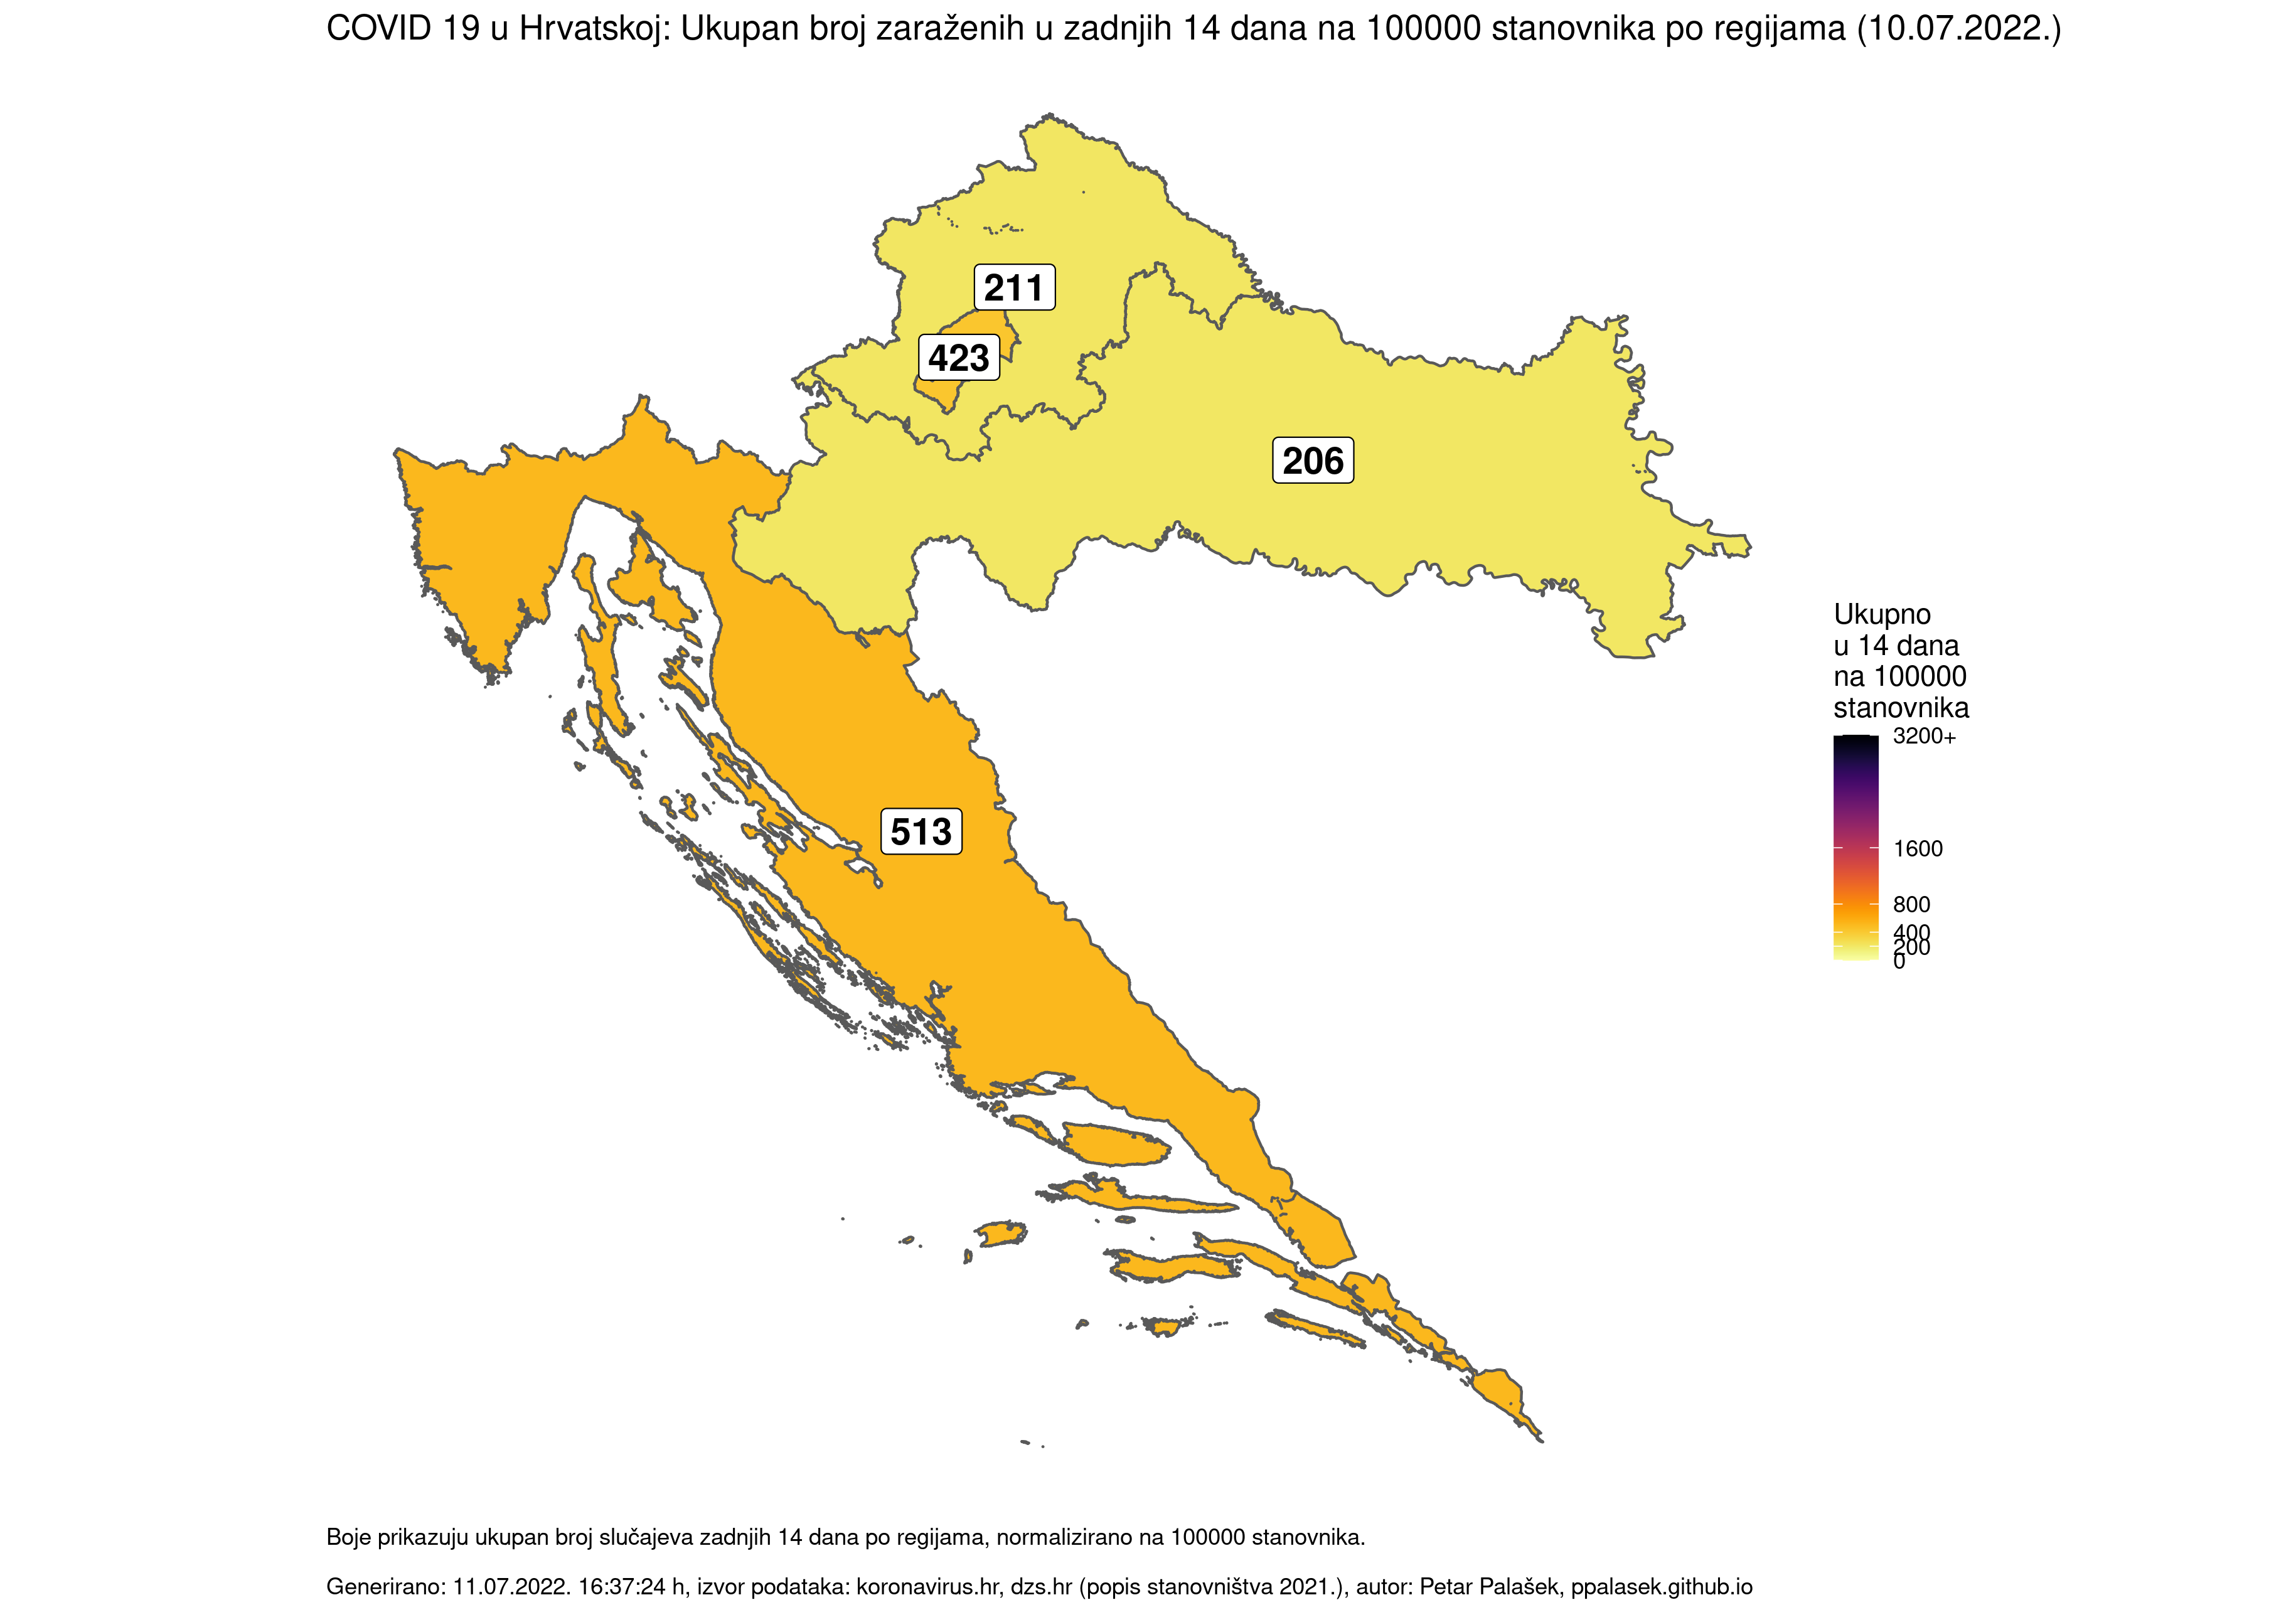 COVID 19 u Hrvatskoj: Ukupan broj zaraženih u zadnjih 14 dana na 100000 stanovnika po regijama (10.07.2022.)
211
423
206
513
Ukupno
u 14 dana
na 100000
stanovnika
3200+
1600
800
400
200
0
Boje prikazuju ukupan broj slučajeva zadnjih 14 dana po regijama, normalizirano na 100000 stanovnika.
Generirano: 11.07.2022. 16:37:24 h, izvor podataka: koronavirus.hr, dzs.hr (popis stanovništva 2021.), autor: Petar Palašek, ppalasek.github.io